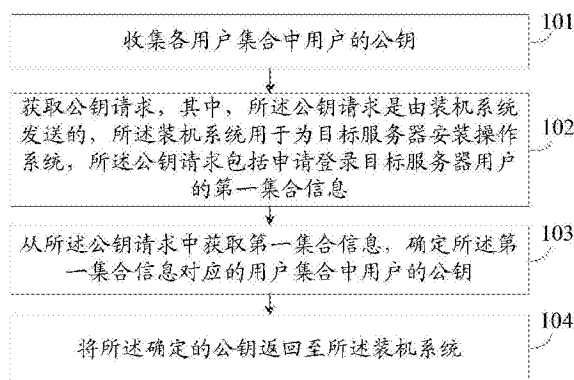 101
收集各用户集合中用户的公钥
获取公钥请求，其中，所述公钥请求是由装机系统
发送的，所述装机系统用于为目标服务器安装操作
系统，所述公钥请求包括申请登录目标服务器用户
的第一集合信息
102
从所述公钥请求中获取第一集合信息，确定所述第
一集合信息对应的用户集合中用户的公钥
103
将所述确定的公钥返回至所述装机系统
104